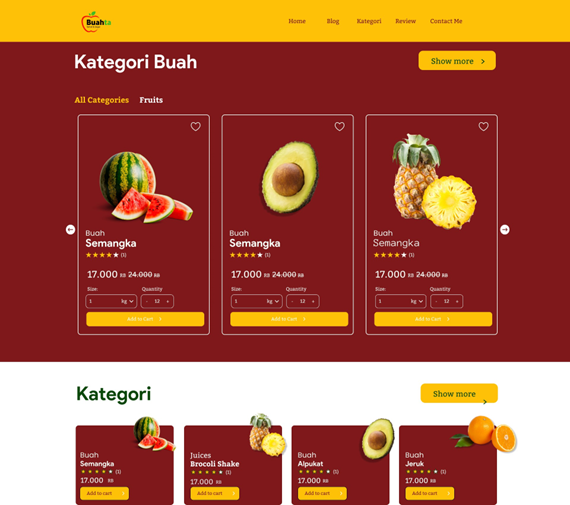 Buahta
Home Blog Kategori Review Contact Me
Kategori Buah
Show more >
All Categories Fruits
Buah
Semangka
(1)
17.000 RB 24.000 RB
Size: Quantity
1 kg - 12 +
Add to Cart >
Buah
Semangka
(1)
17.000 RB 24.000 RB
Size: Quantity
1 kg - 12 +
Add to Cart >
Buah
Semangka
(1)
17.000 RB 24.000 RB
Size: Quantity
1 kg - 12 +
Add to Cart >
Kategori
Show more >
Buah
Semangka
(1)
17.000 RB
Add to cart >
Juices
Brocoli Shake
(1)
17.000 RB
Add to cart >
Buah
Alpukat
(1)
17.000 RB
Add to cart >
Buah
Jeruk
(1)
17.000 RB
Add to cart >